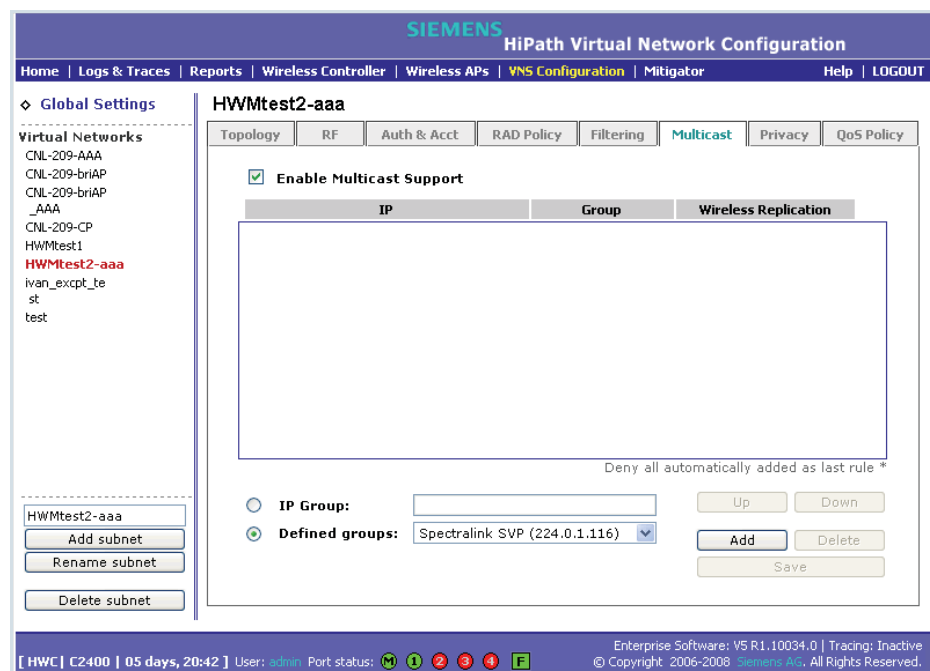 SIEMENS
HiPath Virtual Network Configuration
Home | Logs & Traces | Reports | Wireless Controller | Wireless APs | VNS Configuration | Mitigator Help | LOGOUT
Global Settings
Virtual Networks
CNL-209-AAA
CNL-209-briAP
CNL-209-briAP
_AAA
CNL-209-CP
HWMtest1
HWMtest2-aaa
ivan_excpt_te
st
test
HWMtest2-aaa
Add subnet
Rename subnet
Delete subnet
HWMtest2-aaa
Topology RF Auth & Acct RAD Policy Filtering Multicast Privacy QoS Policy
Enable Multicast Support
IP Group Wireless Replication
Deny all automatically added as last rule *
IP Group: Up Down
Defined groups: Spectralink SVP (224.0.1.116) Add Delete
Save
Enterprise Software: V5 R1.10034.0 | Tracing: Inactive
[ HWC | C2400 | 05 days, 20:42 ] User: admin Port status: M 1 2 3 4 F © Copyright 2006-2008 Siemens AG. All Rights Reserved.